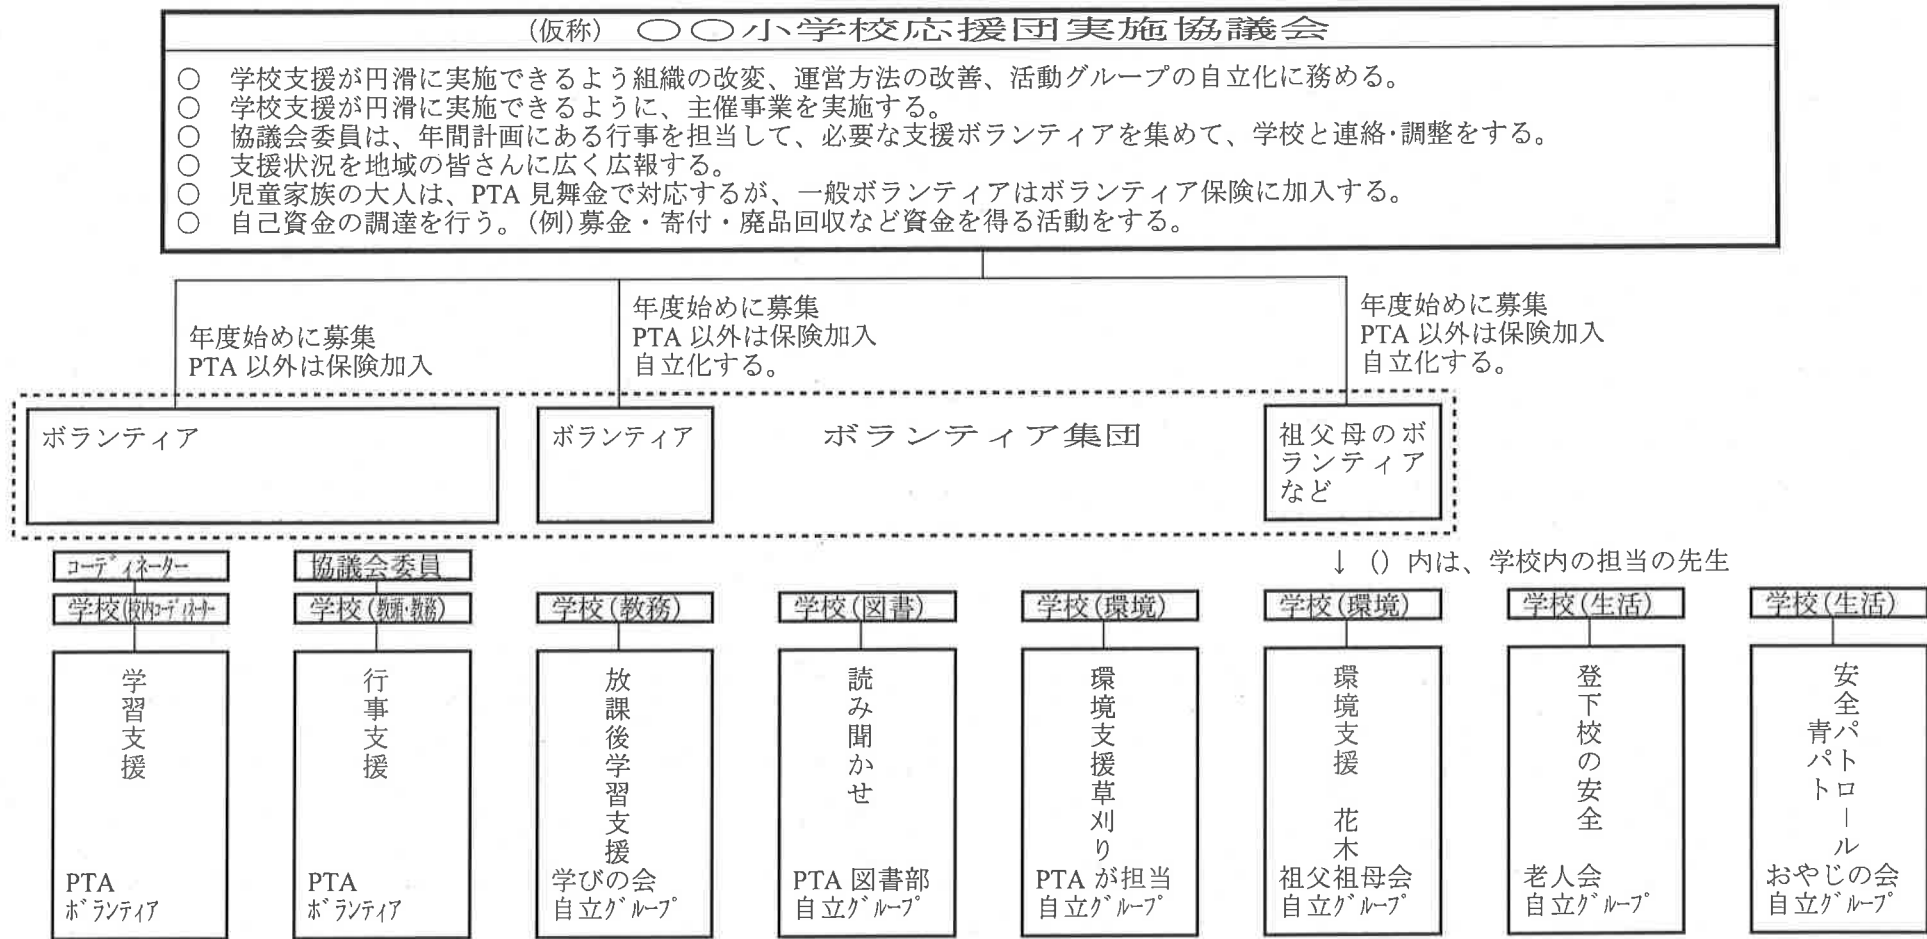 (仮称) 〇〇小学校応援団実施協議会
○ 学校支援が円滑に実施できるよう組織の改変、運営方法の改善、活動グループの自立化に務める。
○ 学校支援が円滑に実施できるように、主催事業を実施する。
○ 協議会委員は、年間計画にある行事を担当して、必要な支援ボランティアを集めて、学校と連絡・調整をする。
○ 支援状況を地域の皆さんに広く広報する。
○ 児童家族の大人は、PTA 見舞金で対応するが、一般ボランティアはボランティア保険に加入する。
○ 自己資金の調達を行う。(例)募金・寄付・廃品回収など資金を得る活動をする。
年度始めに募集
PTA 以外は保険加入
年度始めに募集
PTA 以外は保険加入
自立化する。
年度始めに募集
PTA 以外は保険加入
自立化する。
ボランティア
ボランティア
ボランティア集団
祖父母のボ
ランティア
など
コーディネーター
協議会委員
↓ () 内は、学校内の担当の先生
学校(校内コーディネーター
学校(教頭・教務)
学校(教務)
学校(図書)
学校(環境)
学校(環境)
学校(生活)
学校(生活)
学習支援
PTA
ボランティア
行事支援
PTA
ボランティア
放課後学習支援
学びの会
自立グループ
読み聞かせ
PTA 図書部
自立グループ
環境支援草刈り
PTA が担当
自立グループ
環境支援 花木
祖父祖母会
自立グループ
登下校の安全
老人会
自立グループ
安全パトロール
青パト
おやじの会
自立グループ